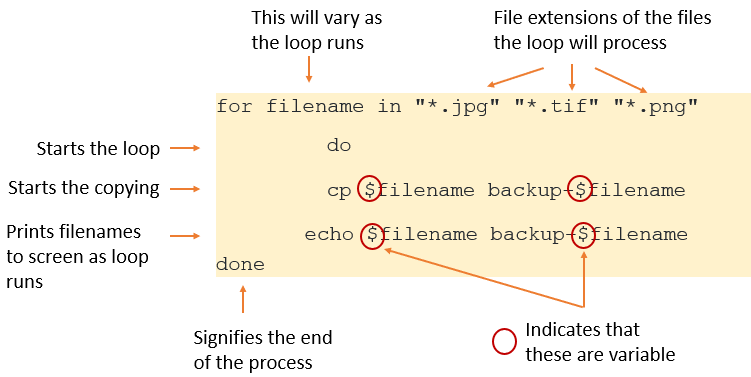 This will vary as
the loop runs
File extensions of the files
the loop will process
for filename in "*.jpg" "*.tif" "*.png"
Starts the loop
do
Starts the copying
cp $filename backup-$filename
Prints filenames
to screen as loop
runs
echo $filename backup-$filename
done
Signifies the end
of the process
Indicates that
these are variable